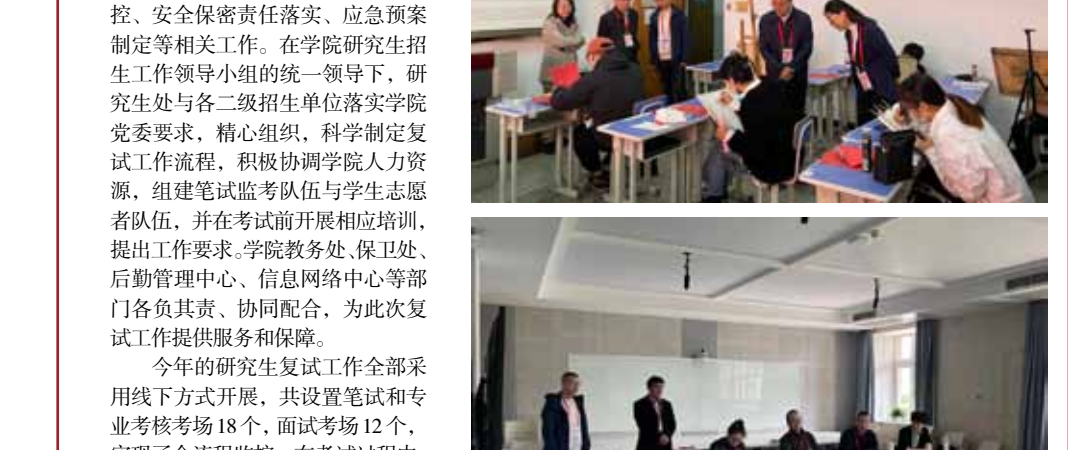 控、安全保密责任落实、应急预案
制定等相关工作。在学院研究生招
生工作领导小组的统一领导下，研
究生处与各二级招生单位落实学院
党委要求，精心组织，科学制定复
试工作流程，积极协调学院人力资
源，组建笔试监考队伍与学生志愿
者队伍，并在考试前开展相应培训，
提出工作要求。学院教务处、保卫处、
后勤管理中心、信息网络中心等部
门各负其责、协同配合，为此次复
试工作提供服务和保障。
今年的研究生复试工作全部采
用线下方式开展，共设置笔试和专
业考核考场 18 个，面试考场 12 个，